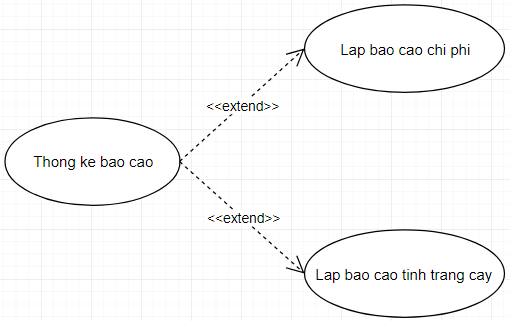 Lap bao cao chi phi
<<extend>>
Thong ke bao cao
<<extend>>
Lap bao cao tinh trang cay